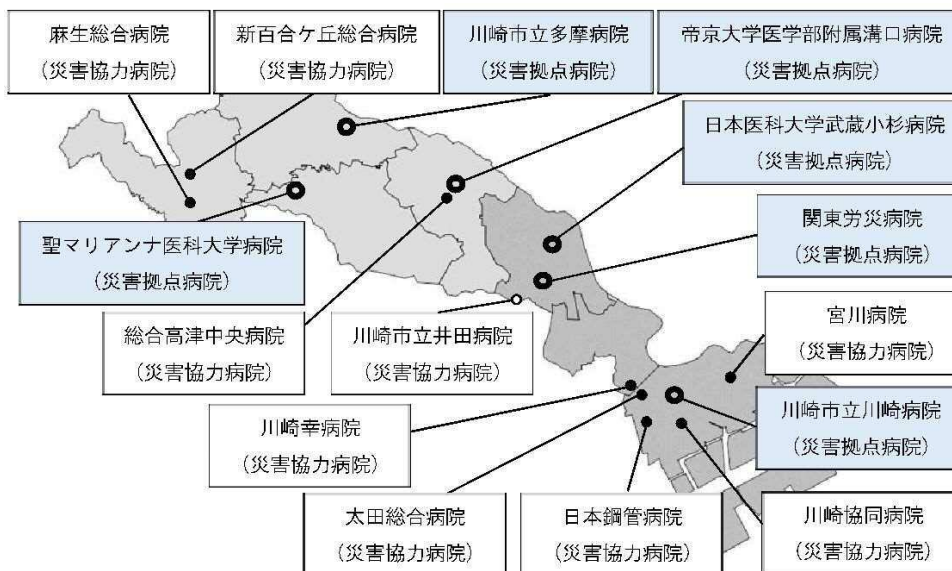 麻生総合病院
(災害協力病院)
新百合ケ丘総合病院
(災害協力病院)
川崎市立多摩病院
(災害拠点病院)
帝京大学医学部附属溝口病院
(災害拠点病院)
日本医科大学武蔵小杉病院
(災害拠点病院)
聖マリアンナ医科大学病院
(災害拠点病院)
関東労災病院
(災害拠点病院)
総合高津中央病院
(災害協力病院)
川崎市立井田病院
(災害協力病院)
宮川病院
(災害協力病院)
川崎幸病院
(災害協力病院)
川崎市立川崎病院
(災害拠点病院)
太田総合病院
(災害協力病院)
日本鋼管病院
(災害協力病院)
川崎協同病院
(災害協力病院)